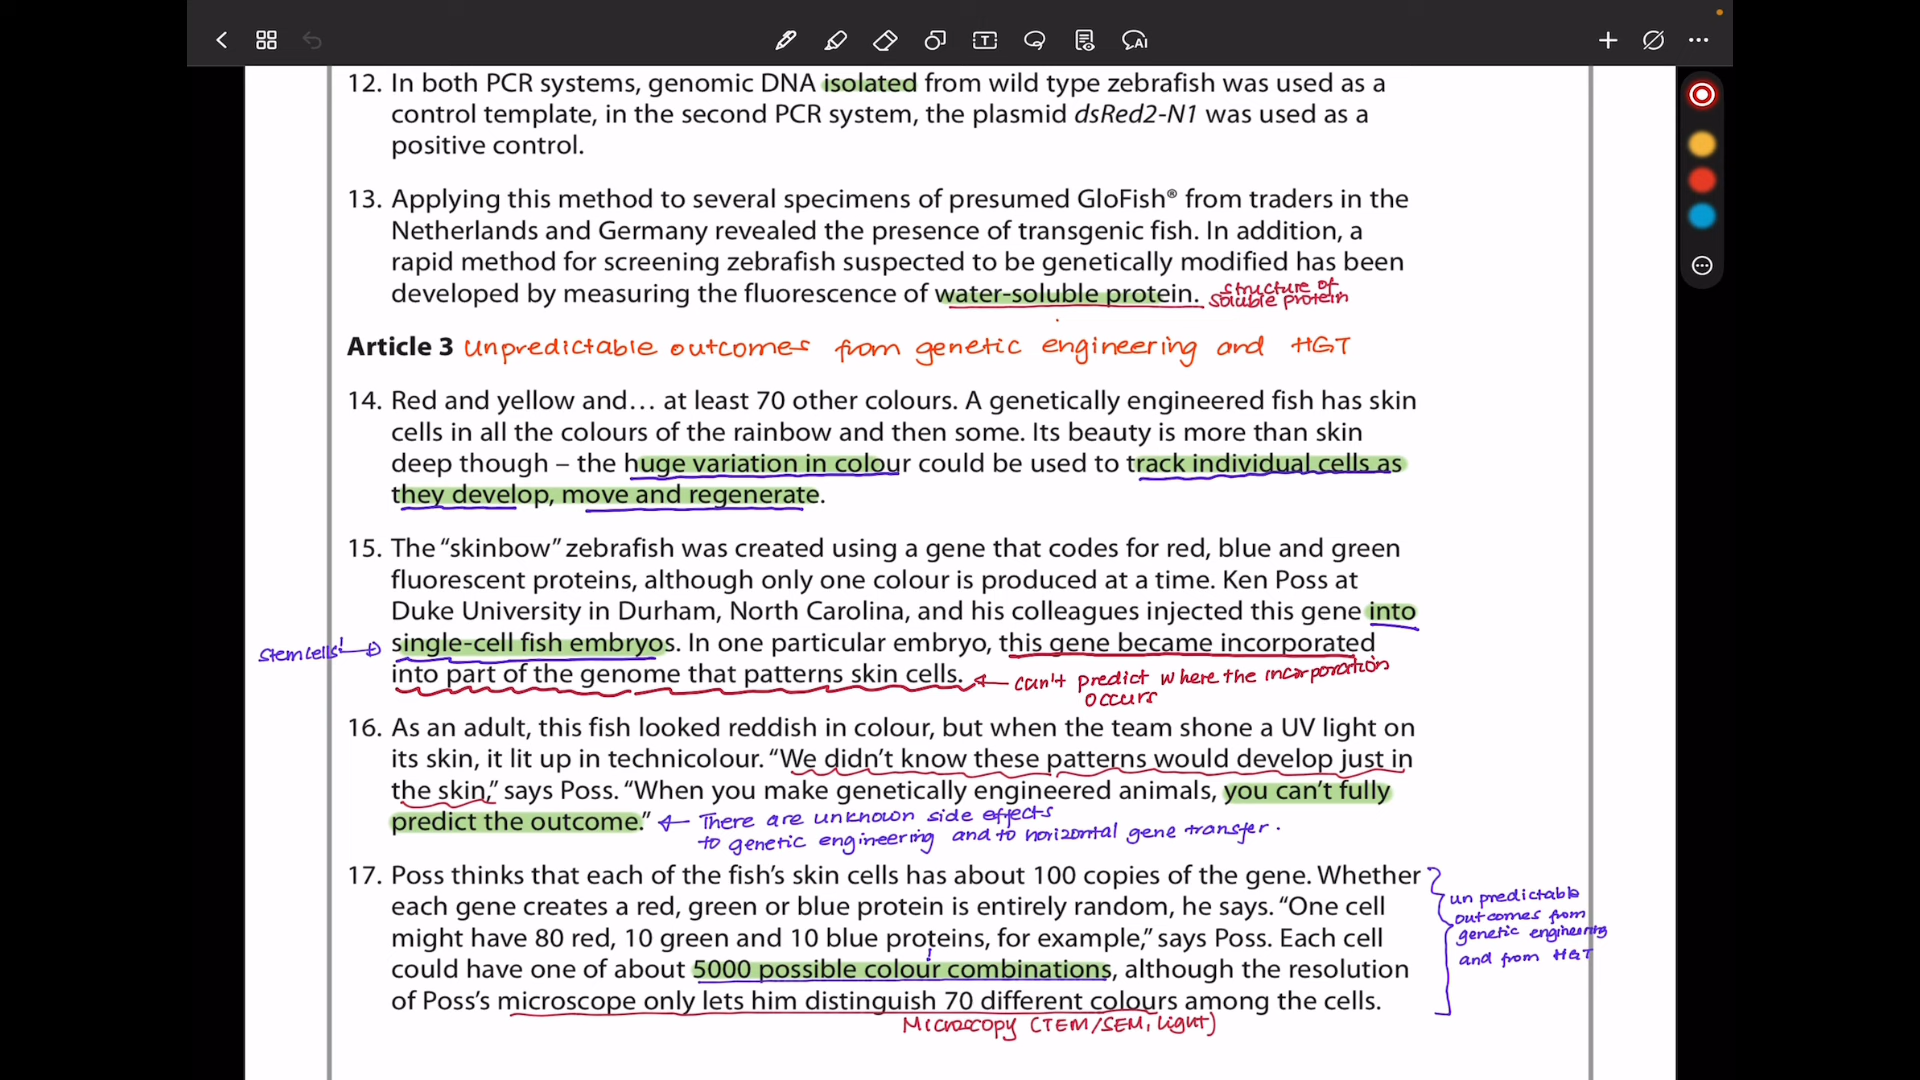 AI
12. In both PCR systems, genomic DNA isolated from wild type zebrafish was used as a
control template, in the second PCR system, the plasmid dsRed2-N1 was used as a
positive control.
13. Applying this method to several specimens of presumed GloFish® from traders in the
Netherlands and Germany revealed the presence of transgenic fish. In addition, a
rapid method for screening zebrafish suspected to be genetically modified has been
developed by measuring the fluorescence of water-soluble protein.
structure of
soluble protein
Article 3 Unpredictable outcomes from genetic engineering and HGT
14. Red and yellow and… at least 70 other colours. A genetically engineered fish has skin
cells in all the colours of the rainbow and then some. Its beauty is more than skin
deep though – the huge variation in colour could be used to track individual cells as
they develop, move and regenerate.
15. The “skinbow” zebrafish was created using a gene that codes for red, blue and green
fluorescent proteins, although only one colour is produced at a time. Ken Poss at
Duke University in Durham, North Carolina, and his colleagues injected this gene into
stem cells!
single-cell fish embryos. In one particular embryo, this gene became incorporated
into part of the genome that patterns skin cells.
can't predict where the incorporation
occurs
16. As an adult, this fish looked reddish in colour, but when the team shone a UV light on
its skin, it lit up in technicolour. “We didn’t know these patterns would develop just in
the skin,” says Poss. “When you make genetically engineered animals, you can’t fully
predict the outcome.”
There are unknown side effects
to genetic engineering and to horizontal gene transfer.
17. Poss thinks that each of the fish’s skin cells has about 100 copies of the gene. Whether
each gene creates a red, green or blue protein is entirely random, he says. “One cell
might have 80 red, 10 green and 10 blue proteins, for example,” says Poss. Each cell
could have one of about 5000 possible colour combinations, although the resolution
of Poss’s microscope only lets him distinguish 70 different colours among the cells.
Microscopy (TEM/SEM, light)
unpredictable
outcomes from
genetic engineering
and from HGT